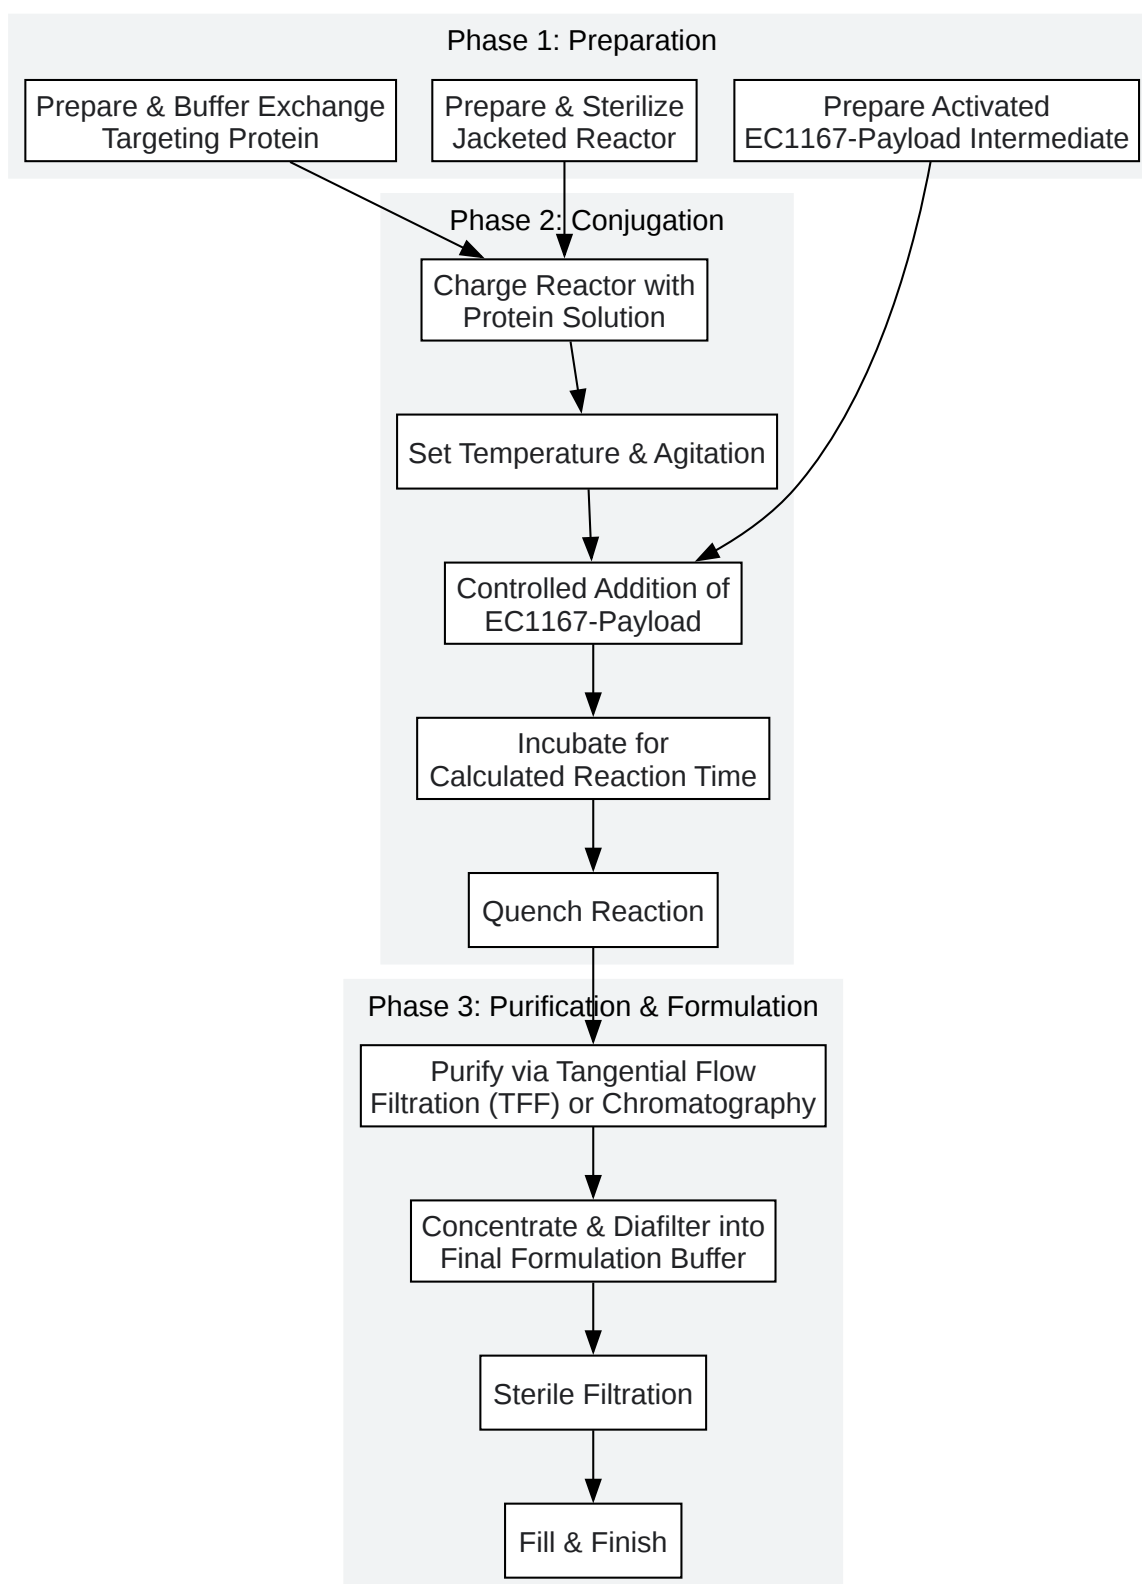 Phase 1: Preparation
Prepare & Buffer Exchange
Targeting Protein
Prepare & Sterilize
Jacketed Reactor
Prepare Activated
EC1167-Payload Intermediate
Phase 2: Conjugation
Charge Reactor with
Protein Solution
Set Temperature & Agitation
Controlled Addition of
EC1167-Payload
Incubate for
Calculated Reaction Time
Quench Reaction
Phase 3: Purification & Formulation
Purify via Tangential Flow
Filtration (TFF) or Chromatography
Concentrate & Diafilter into
Final Formulation Buffer
Sterile Filtration
Fill & Finish